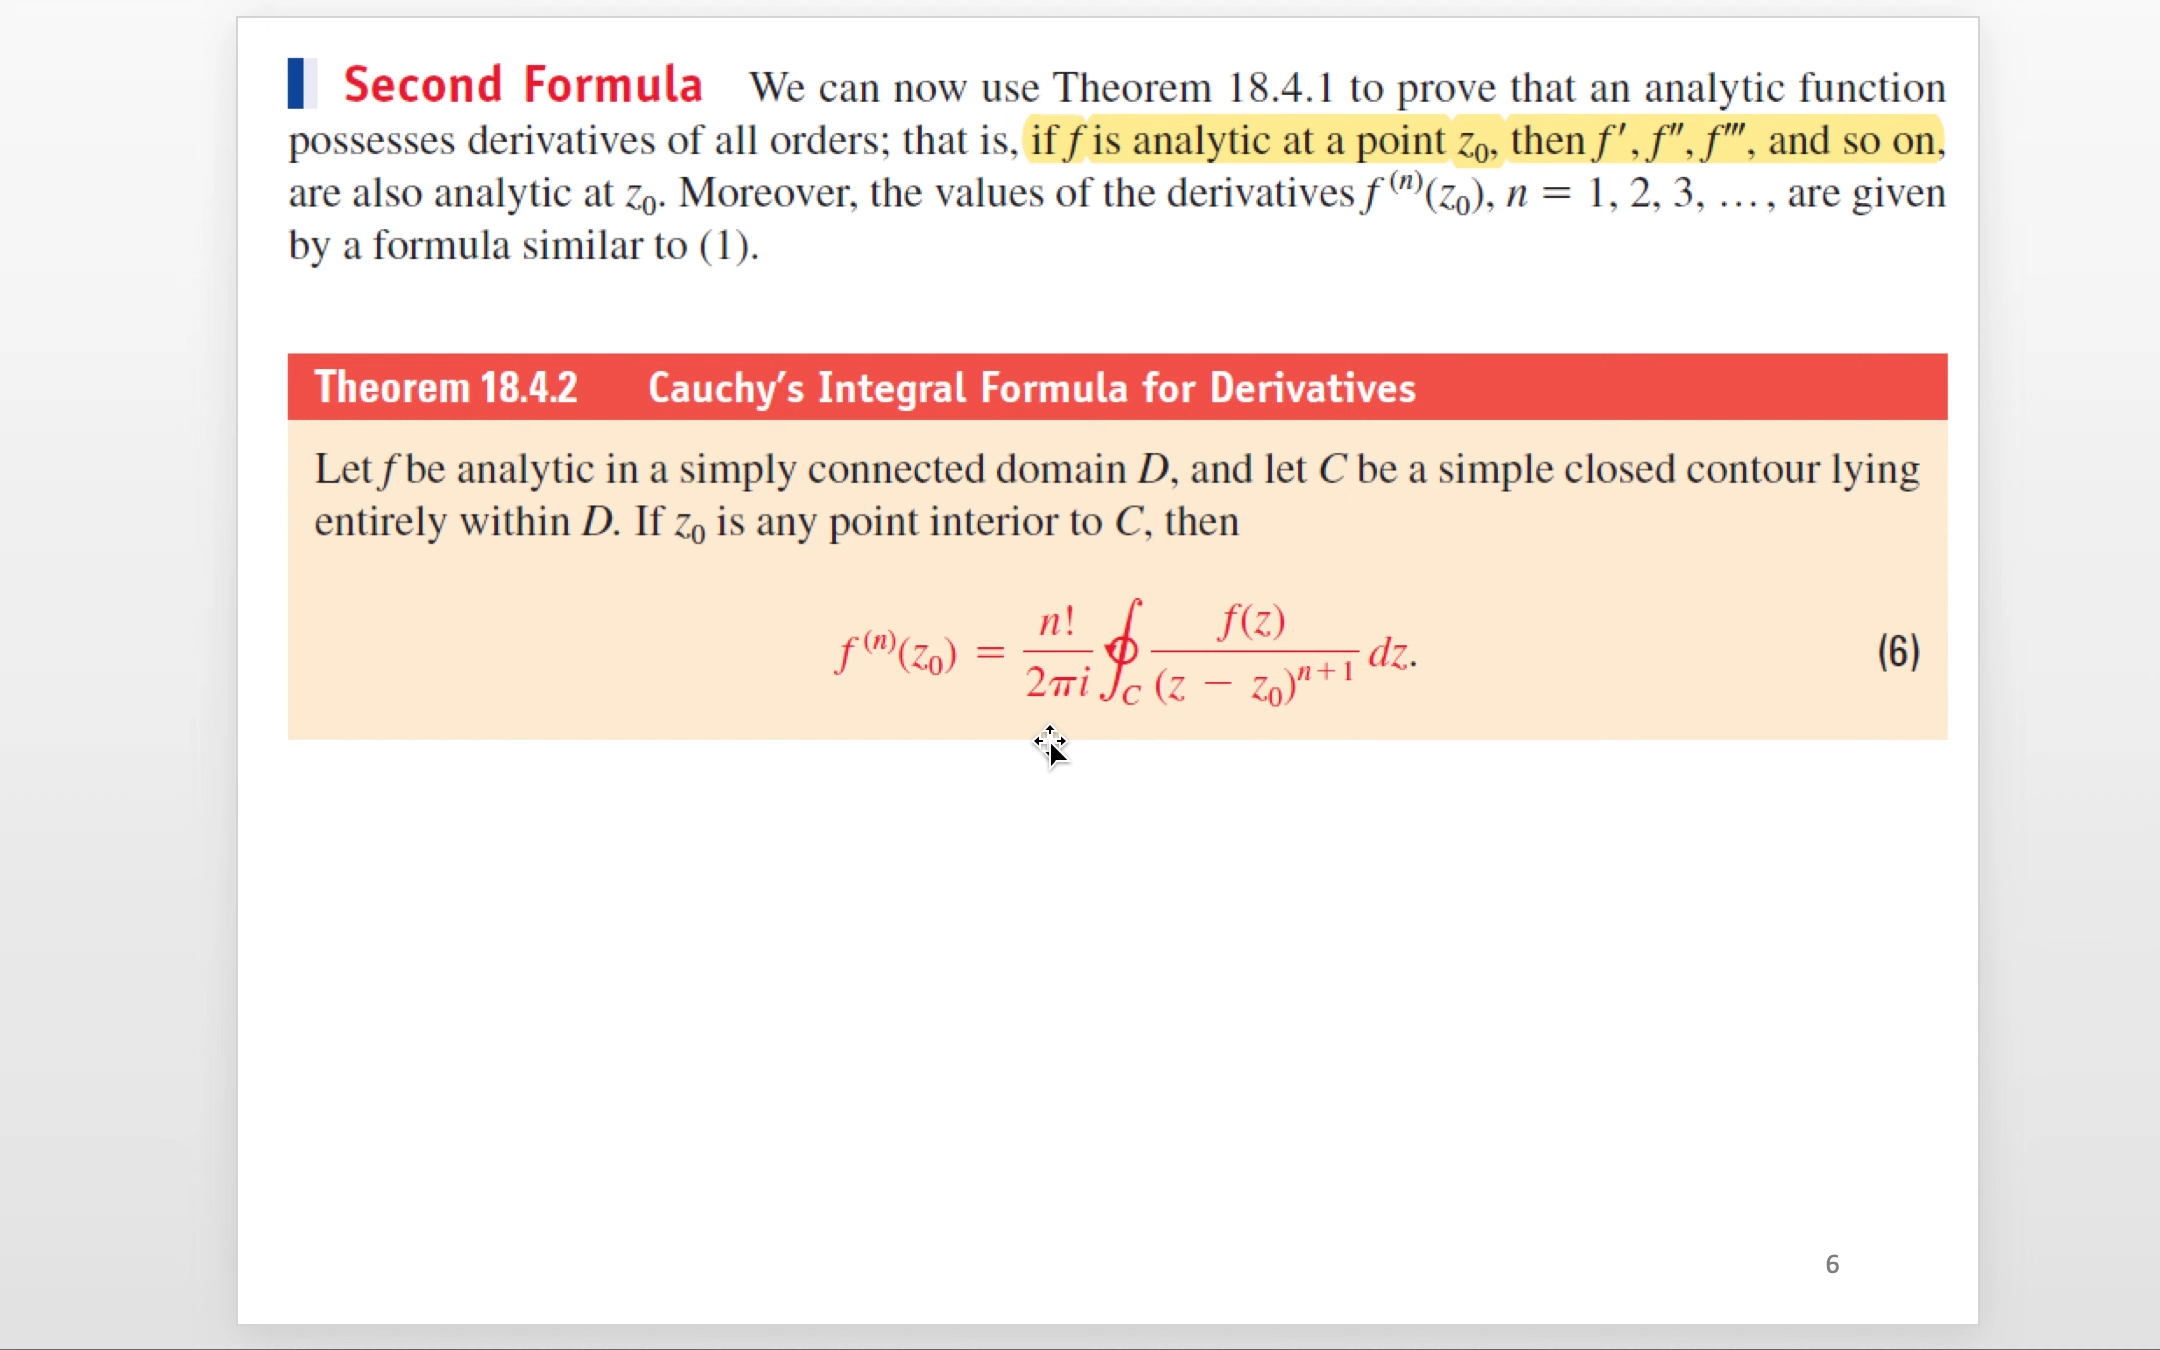 Second Formula We can now use Theorem 18.4.1 to prove that an analytic function
possesses derivatives of all orders; that is, if f is analytic at a point z₀, then f′, f″, f‴, and so on,
are also analytic at z₀. Moreover, the values of the derivatives f⁽ⁿ⁾(z₀), n = 1, 2, 3, …, are given
by a formula similar to (1).
Theorem 18.4.2 Cauchy's Integral Formula for Derivatives
Let f be analytic in a simply connected domain D, and let C be a simple closed contour lying
entirely within D. If z₀ is any point interior to C, then
f⁽ⁿ⁾(z₀) = n!/2πi ∮_C f(z)/(z − z₀)ⁿ⁺¹ dz. (6)
6